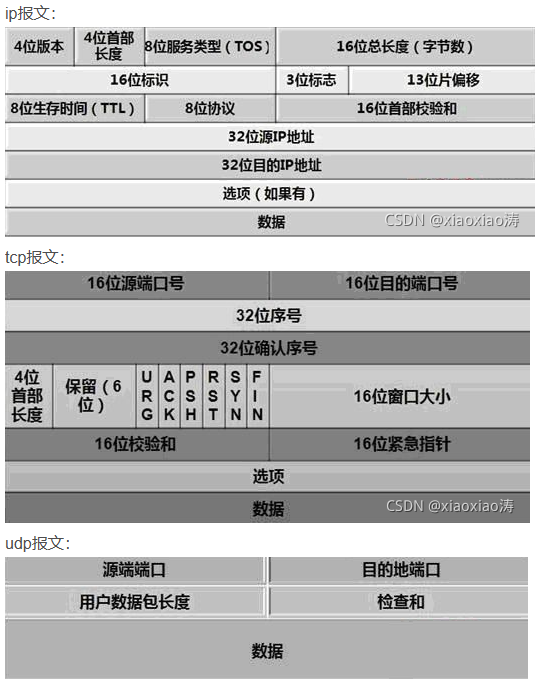 ip报文:
4位版本 4位首部长度 8位服务类型（TOS） 16位总长度（字节数）
16位标识 3位标志 13位片偏移
8位生存时间（TTL） 8位协议 16位首部校验和
32位源IP地址
32位目的IP地址
选项（如果有）
数据 CSDN @xiaoxiao涛
tcp报文:
16位源端口号 16位目的端口号
32位序号
32位确认序号
4位首部长度 保留（6位） URG ACK PSH RST SYN FIN 16位窗口大小
16位校验和 16位紧急指针
选项
数据 CSDN @xiaoxiao涛
udp报文:
源端端口 目的地端口
用户数据包长度 检查和
数据